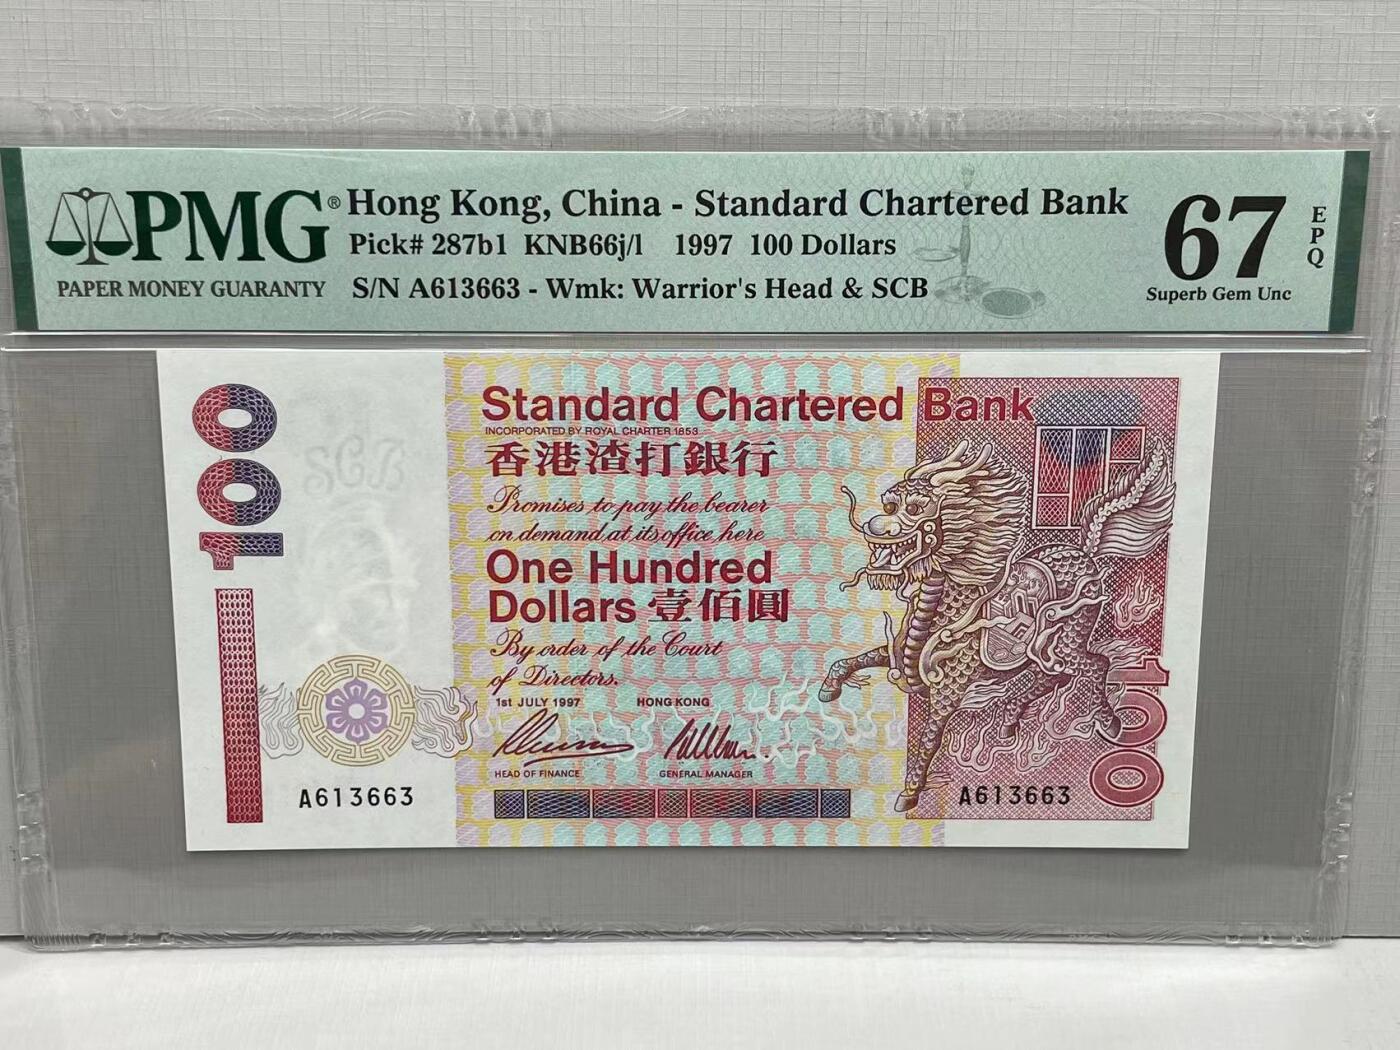 PMG®
PAPER MONEY GUARANTY
Hong Kong, China - Standard Chartered Bank
Pick# 287b1 KNB66j/l 1997 100 Dollars
S/N A613663 - Wmk: Warrior's Head & SCB
67
EPQ
Superb Gem Unc
100
SCB
Standard Chartered Bank
INCORPORATED BY ROYAL CHARTER 1853
香港渣打銀行
Promises to pay the bearer
on demand at its office here
One Hundred
Dollars 壹佰圓
By order of the Court
of Directors.
1st JULY 1997 HONG KONG
HEAD OF FINANCE GENERAL MANAGER
A613663
A613663
100